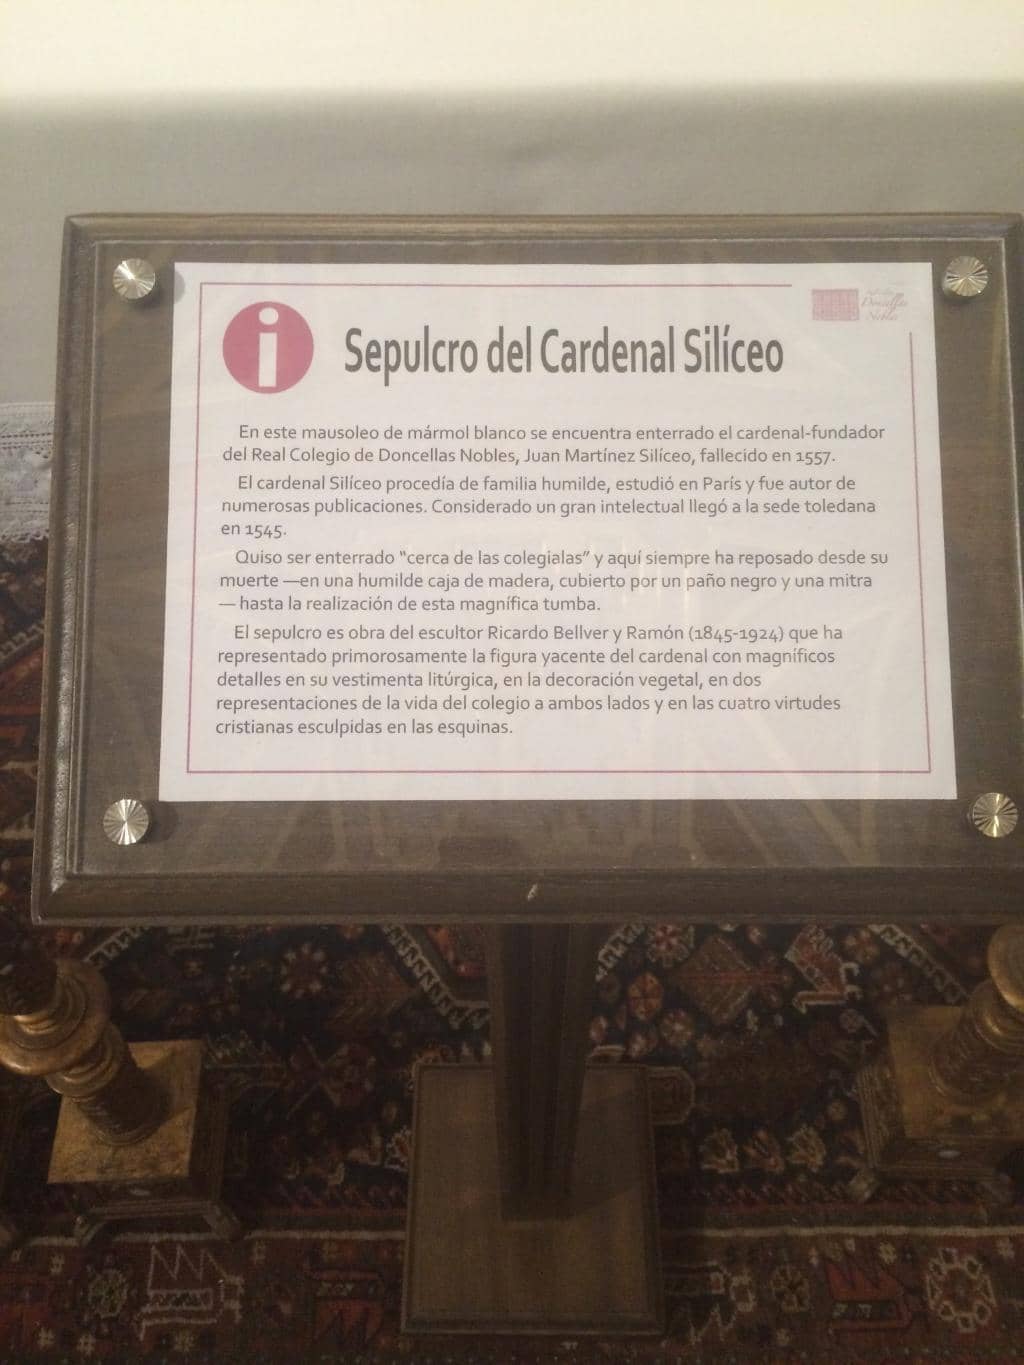 Doncellas
Nobles
i
Sepulcro del Cardenal Silíceo
En este mausoleo de mármol blanco se encuentra enterrado el cardenal-fundador
del Real Colegio de Doncellas Nobles, Juan Martínez Silíceo, fallecido en 1557.
El cardenal Silíceo procedía de familia humilde, estudió en París y fue autor de
numerosas publicaciones. Considerado un gran intelectual llegó a la sede toledana
en 1545.
Quiso ser enterrado “cerca de las colegialas” y aquí siempre ha reposado desde su
muerte —en una humilde caja de madera, cubierto por un paño negro y una mitra
— hasta la realización de esta magnífica tumba.
El sepulcro es obra del escultor Ricardo Bellver y Ramón (1845-1924) que ha
representado primorosamente la figura yacente del cardenal con magníficos
detalles en su vestimenta litúrgica, en la decoración vegetal, en dos
representaciones de la vida del colegio a ambos lados y en las cuatro virtudes
cristianas esculpidas en las esquinas.